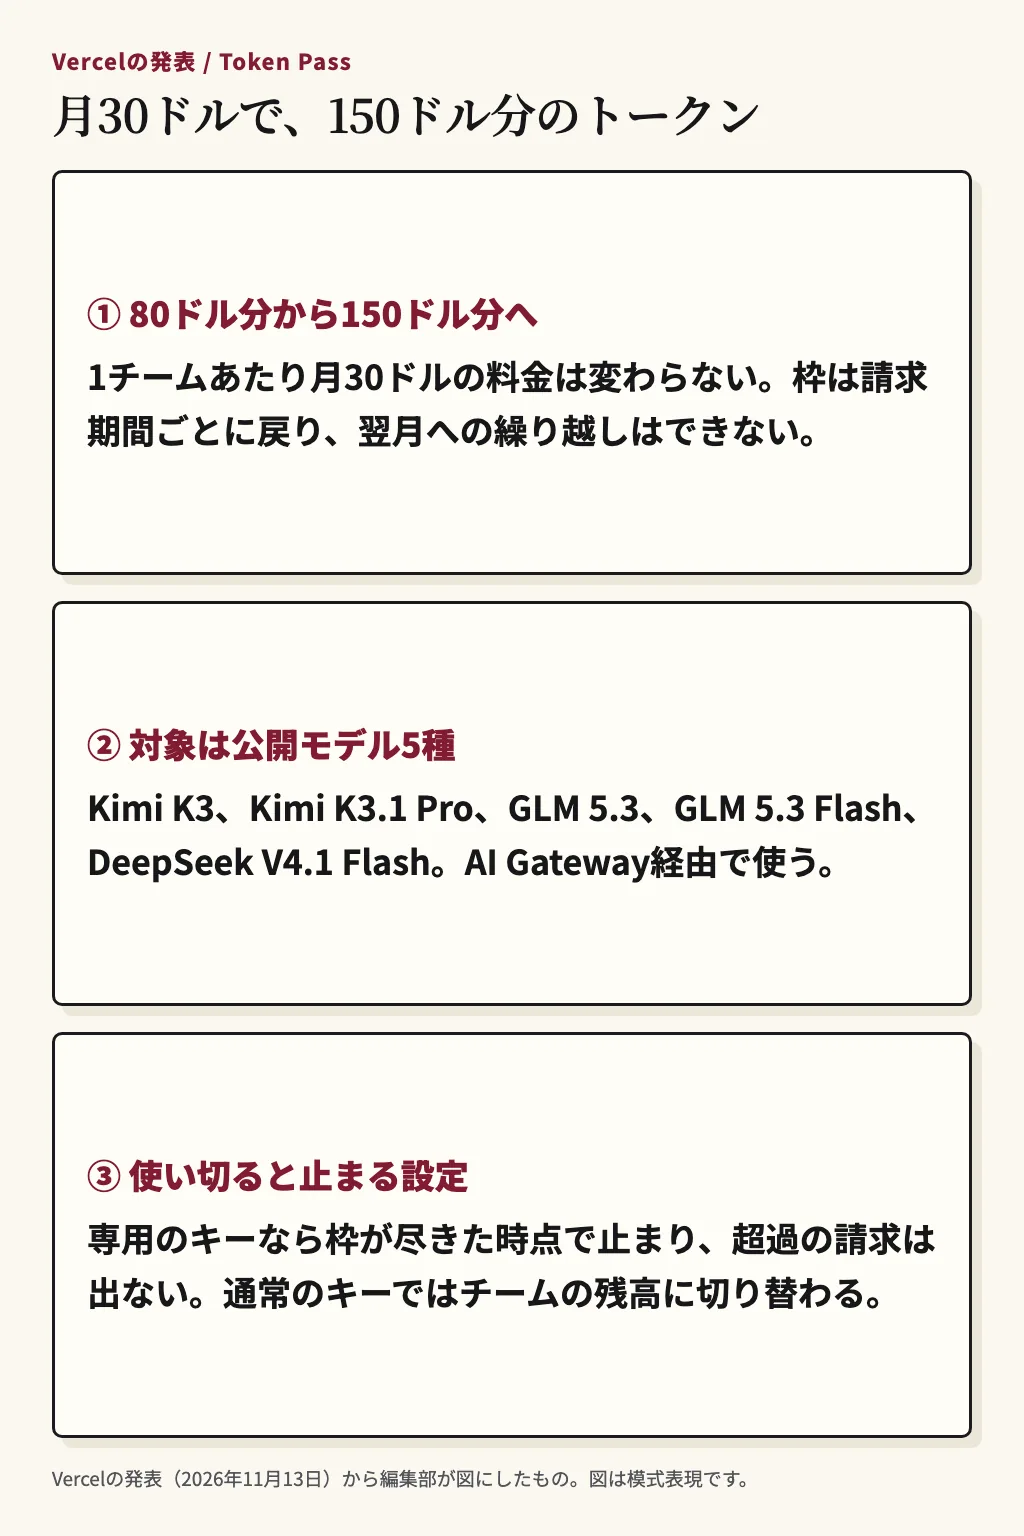 Vercelの発表 / Token Pass
月30ドルで、150ドル分のトークン
① 80ドル分から150ドル分へ
1チームあたり月30ドルの料金は変わらない。枠は請求
期間ごとに戻り、翌月への繰り越しはできない。
② 対象は公開モデル5種
Kimi K3、Kimi K3.1 Pro、GLM 5.3、GLM 5.3 Flash、
DeepSeek V4.1 Flash。AI Gateway経由で使う。
③ 使い切ると止まる設定
専用のキーなら枠が尽きた時点で止まり、超過の請求は
出ない。通常のキーではチームの残高に切り替わる。
Vercelの発表（2026年11月13日）から編集部が図にしたもの。図は模式表現です。